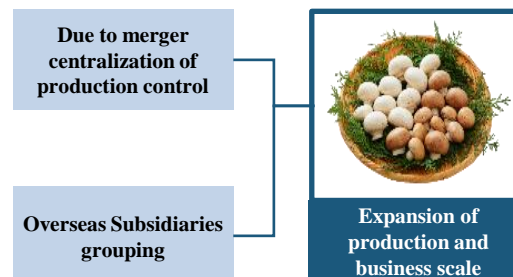 Due to merger
centralization of
production control
Overseas Subsidiaries
grouping
Expansion of
production and
business scale